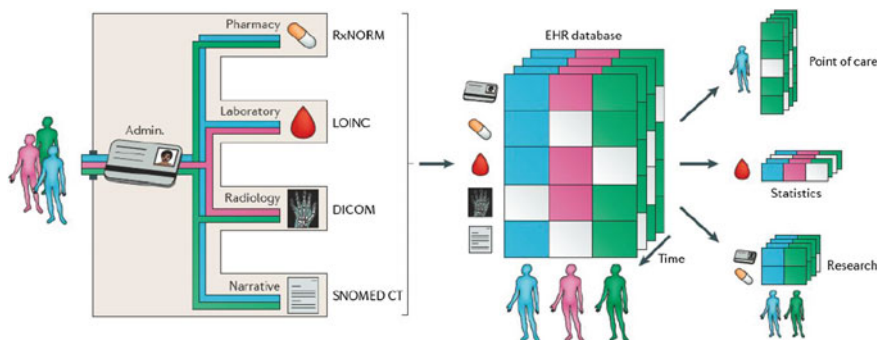 Pharmacy
RxNORM
Laboratory
LOINC
Admin.
Radiology
DICOM
Narrative
SNOMED CT
EHR database
Time
Point of care
Statistics
Research